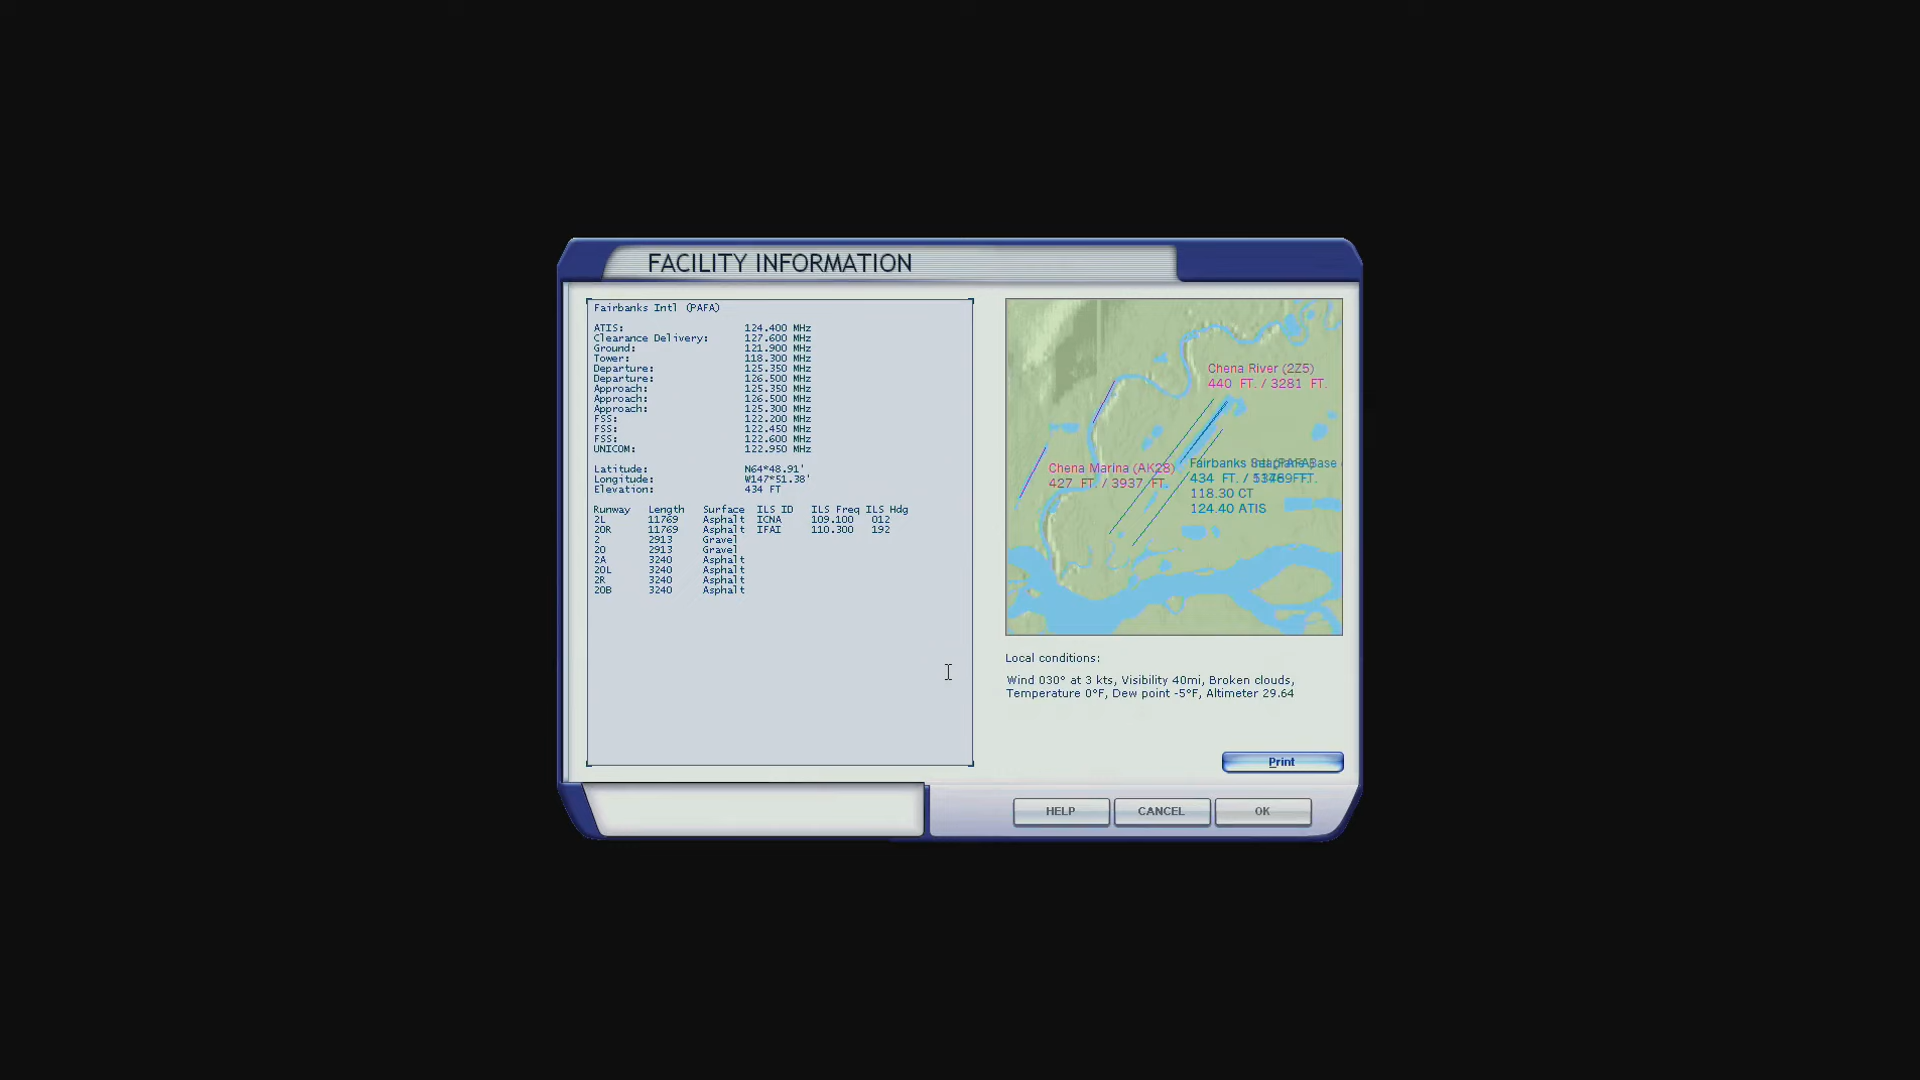 FACILITY INFORMATION
Fairbanks Intl (PAFA)
ATIS: 124.400 MHz
Clearance Delivery: 127.600 MHz
Ground: 121.900 MHz
Tower: 118.300 MHz
Departure: 125.350 MHz
Departure: 126.500 MHz
Approach: 125.350 MHz
Approach: 126.500 MHz
Approach: 125.300 MHz
FSS: 122.200 MHz
FSS: 122.450 MHz
FSS: 122.600 MHz
UNICOM: 122.950 MHz
Latitude: N64*48.91'
Longitude: W147*51.38'
Elevation: 434 FT
Runway Length Surface ILS ID ILS Freq ILS Hdg
2L 11769 Asphalt ICNA 109.100 012
20R 11769 Asphalt IFAI 110.300 192
2 2913 Gravel
20 2913 Gravel
2A 3240 Asphalt
20L 3240 Asphalt
2R 3240 Asphalt
20B 3240 Asphalt
Chena River (2Z5)
440 FT. / 3281 FT.
Chena Marina (AK28)
427 FT. / 3937 FT.
Fairbanks Base
434 FT. / FT.
118.30 CT
124.40 ATIS
Local conditions:
Wind 030° at 3 kts, Visibility 40mi, Broken clouds,
Temperature 0°F, Dew point -5°F, Altimeter 29.64
Print
HELP CANCEL OK